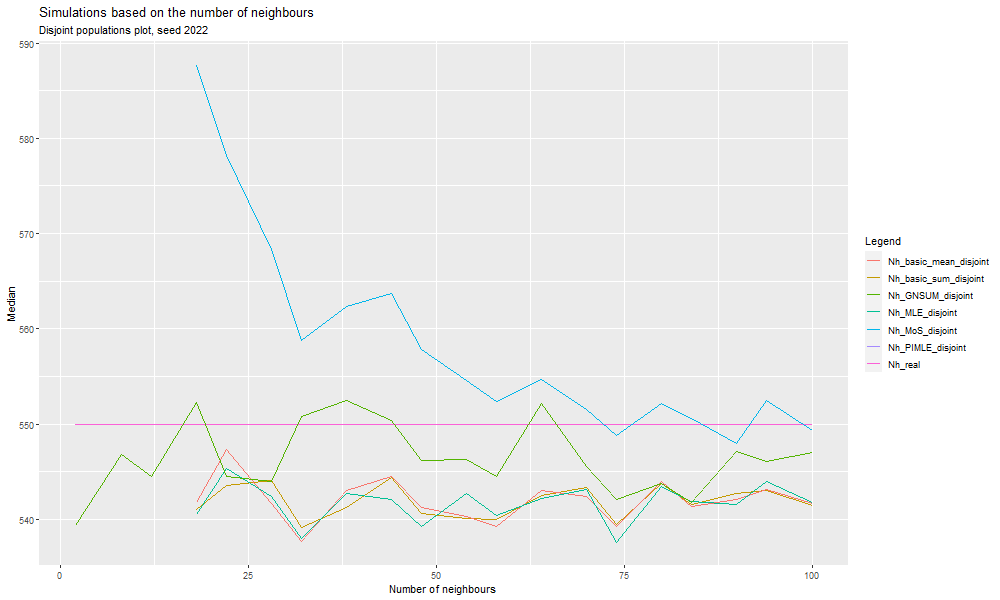 Simulations based on the number of neighbours
Disjoint populations plot, seed 2022
590
580
570
560
550
540
Median
0 25 50 75 100
Number of neighbours
Legend
Nh_basic_mean_disjoint
Nh_basic_sum_disjoint
Nh_GNSUM_disjoint
Nh_MLE_disjoint
Nh_MoS_disjoint
Nh_PIMLE_disjoint
Nh_real